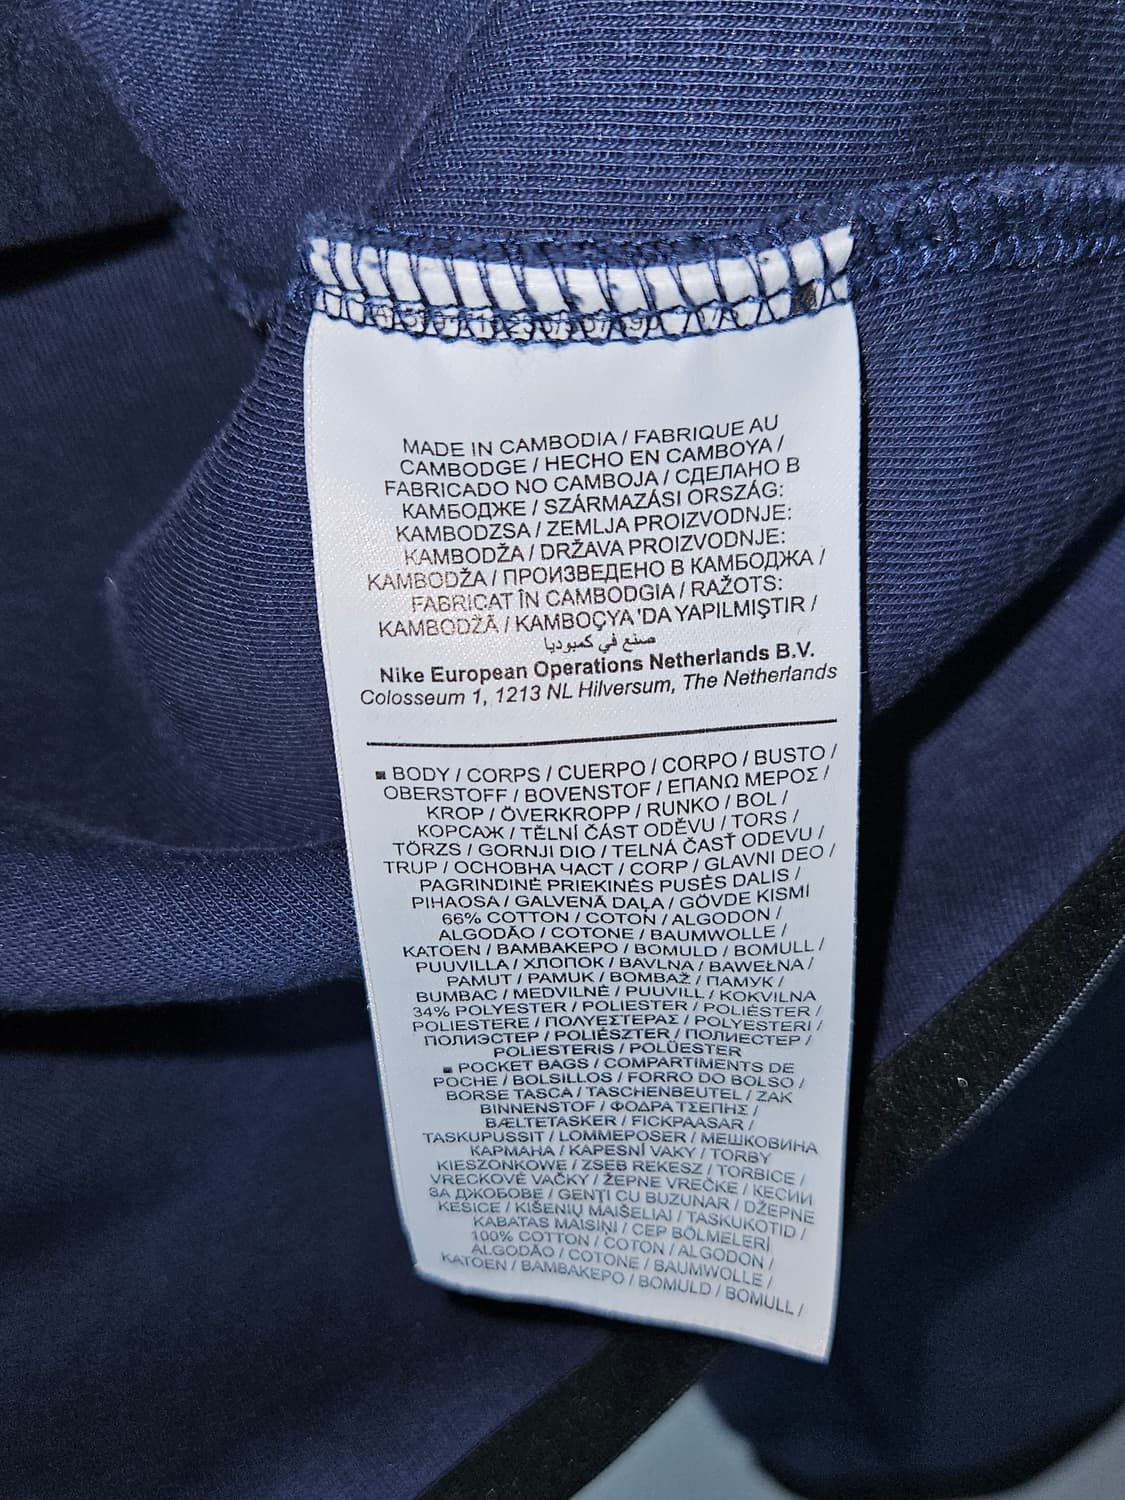 MADE IN CAMBODIA / FABRIQUE AU
CAMBODGE / HECHO EN CAMBOYA /
FABRICADO NO CAMBOJA / СДЕЛАНО В
КАМБОДЖЕ / SZÁRMAZÁSI ORSZÁG:
KAMBODZSA / ZEMLJA PROIZVODNJE:
KAMBODŽA / DRŽAVA PROIZVODNJE:
KAMBODŽA / ПРОИЗВЕДЕНО В КАМБОДЖА /
FABRICAT ÎN CAMBODGIA / RAŽOTS:
KAMBODŽĀ / KAMBOÇYA 'DA YAPILMIŞTIR /
صنع في كمبوديا
Nike European Operations Netherlands B.V.
Colosseum 1, 1213 NL Hilversum, The Netherlands
▪ BODY / CORPS / CUERPO / CORPO / BUSTO /
OBERSTOFF / BOVENSTOF / ΕΠΑΝΩ ΜΕΡΟΣ /
KROP / ÖVERKROPP / RUNKO / BOL /
КОРСАЖ / TĚLNÍ ČÁST ODĚVU / TORS /
TÖRZS / GORNJI DIO / TELNÁ ČASŤ ODEVU /
TRUP / ОСНОВНА ЧАСТ / CORP / GLAVNI DEO /
PAGRINDINĖ PRIEKINĖS PUSĖS DALIS /
PIHAOSA / GALVENĀ DAĻA / GÖVDE KISMI
66% COTTON / COTON / ALGODON /
ALGODÃO / COTONE / BAUMWOLLE /
KATOEN / ΒΑΜΒΑΚΕΡΟ / BOMULD / BOMULL /
PUUVILLA / ХЛОПОК / BAVLNA / BAWEŁNA /
PAMUT / PAMUK / BOMBAŽ / ПАМУК /
BUMBAC / MEDVILNĖ / PUUVILL / KOKVILNA
34% POLYESTER / POLIESTER / POLIÉSTER /
POLIESTERE / ΠΟΛΥΕΣΤΕΡΑΣ / POLYESTERI /
ПОЛИЭСТЕР / POLIÉSZTER / ПОЛИЕСТЕР /
POLIESTERIS / POLÜESTER
▪ POCKET BAGS / COMPARTIMENTS DE
POCHE / BOLSILLOS / FORRO DO BOLSO /
BORSE TASCA / TASCHENBEUTEL / ZAK
BINNENSTOF / ΦΟΔΡΑ ΤΣΕΠΗΣ /
BÆLTETASKER / FICKPAASAR /
TASKUPUSSIT / LOMMEPOSER / МЕШКОВИНА
КАРМАНА / KAPESNÍ VAKY / TORBY
KIESZONKOWE / ZSEB REKESZ / TORBICE /
VRECKOVÉ VAČKY / ŽEPNE VREČKE / КЕСИИ
ЗА ДЖОБОВЕ / GENŢI CU BUZUNAR / DŽEPNE
KESICE / KIŠENIŲ MAIŠELIAI / TASKUKOTID /
KABATAS MAISIŅI / CEP BÖLMELERİ
100% COTTON / COTON / ALGODON /
ALGODÃO / COTONE / BAUMWOLLE /
KATOEN / ΒΑΜΒΑΚΕΡΟ / BOMULD / BOMULL /